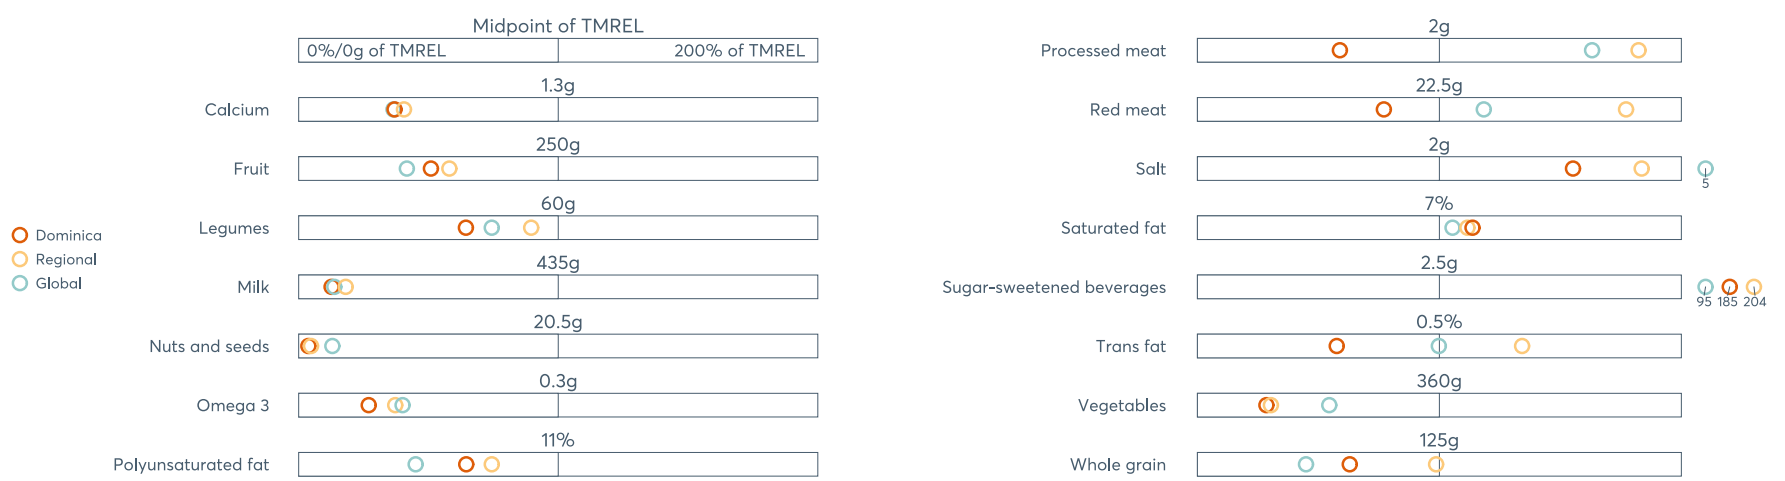 Midpoint of TMREL
0%/0g of TMREL 200% of TMREL
1.3g
Calcium
250g
Fruit
60g
Legumes
435g
Milk
20.5g
Nuts and seeds
0.3g
Omega 3
11%
Polyunsaturated fat
Dominica
Regional
Global
2g
Processed meat
22.5g
Red meat
2g
Salt
5
7%
Saturated fat
2.5g
Sugar-sweetened beverages
95 185 204
0.5%
Trans fat
360g
Vegetables
125g
Whole grain